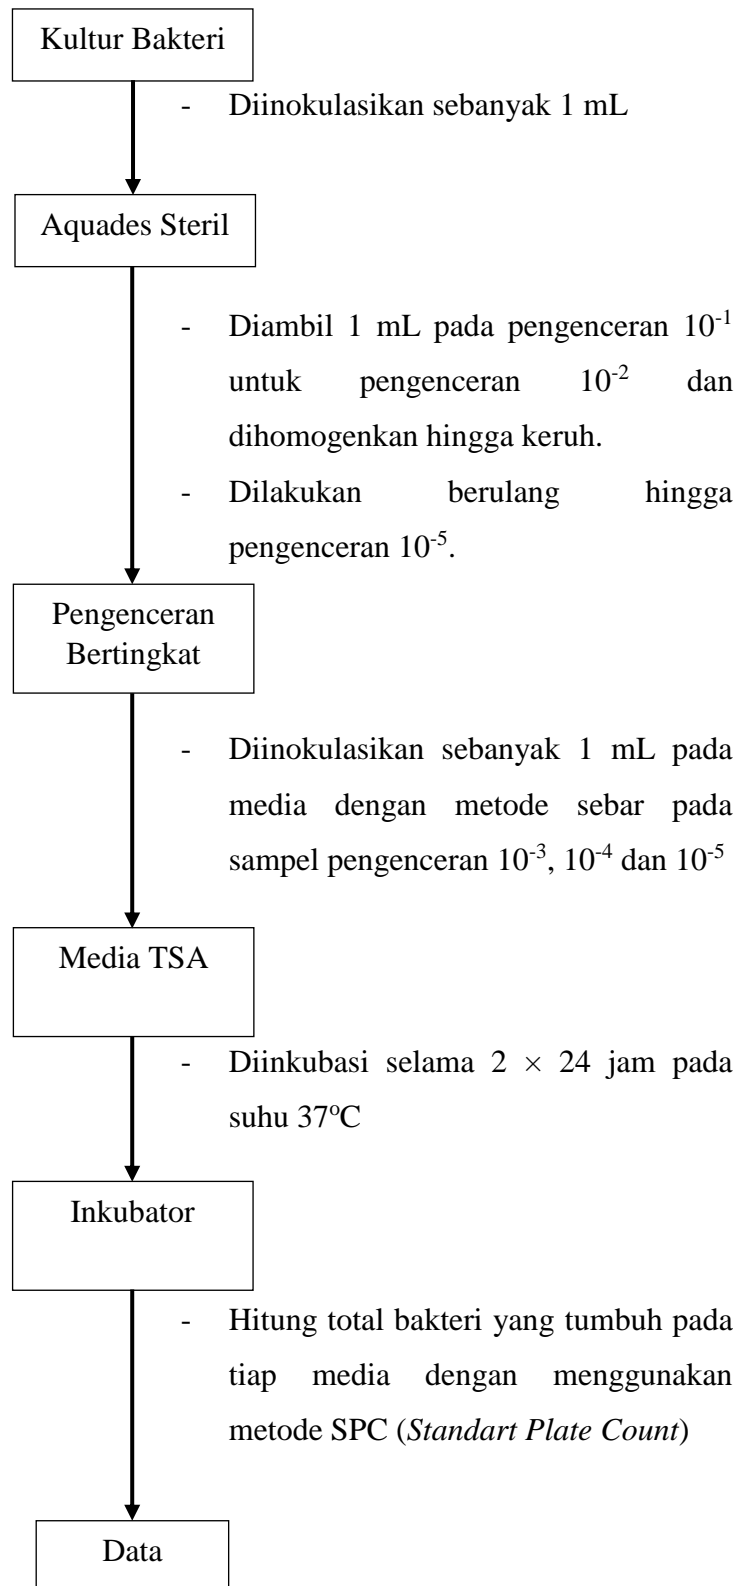 Kultur Bakteri
- Diinokulasikan sebanyak 1 mL
Aquades Steril
- Diambil 1 mL pada pengenceran 10⁻¹
untuk pengenceran 10⁻² dan
dihomogenkan hingga keruh.
- Dilakukan berulang hingga
pengenceran 10⁻⁵.
Pengenceran
Bertingkat
- Diinokulasikan sebanyak 1 mL pada
media dengan metode sebar pada
sampel pengenceran 10⁻³, 10⁻⁴ dan 10⁻⁵
Media TSA
- Diinkubasi selama 2 × 24 jam pada
suhu 37ᵒC
Inkubator
- Hitung total bakteri yang tumbuh pada
tiap media dengan menggunakan
metode SPC (Standart Plate Count)
Data